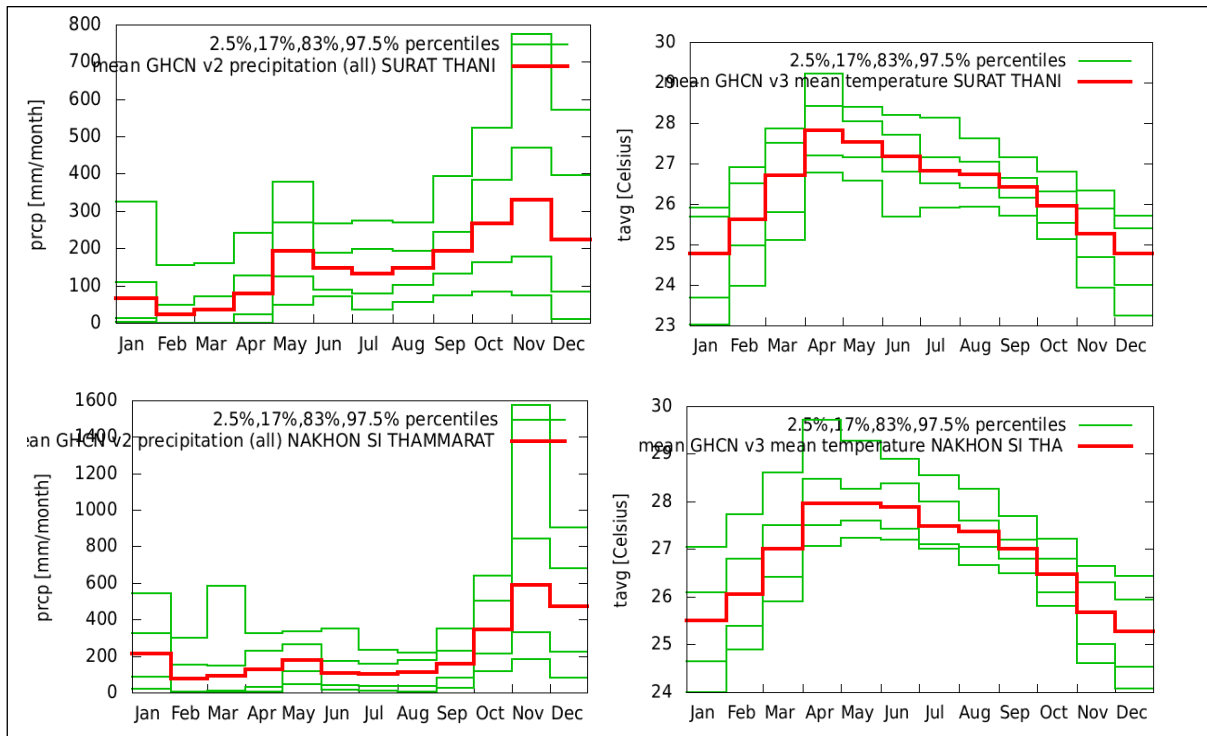 800
700
600
500
400
300
200
100
0
prcp [mm/month]
2.5%,17%,83%,97.5% percentiles
mean GHCN v2 precipitation (all) SURAT THANI
Jan Feb Mar Apr May Jun Jul Aug Sep Oct Nov Dec
30
29
28
27
26
25
24
23
tavg [Celsius]
2.5%,17%,83%,97.5% percentiles
mean GHCN v3 mean temperature SURAT THANI
Jan Feb Mar Apr May Jun Jul Aug Sep Oct Nov Dec
1600
1400
1200
1000
800
600
400
200
0
prcp [mm/month]
2.5%,17%,83%,97.5% percentiles
ean GHCN v2 precipitation (all) NAKHON SI THAMMARAT
Jan Feb Mar Apr May Jun Jul Aug Sep Oct Nov Dec
30
29
28
27
26
25
24
tavg [Celsius]
2.5%,17%,83%,97.5% percentiles
mean GHCN v3 mean temperature NAKHON SI THA
Jan Feb Mar Apr May Jun Jul Aug Sep Oct Nov Dec